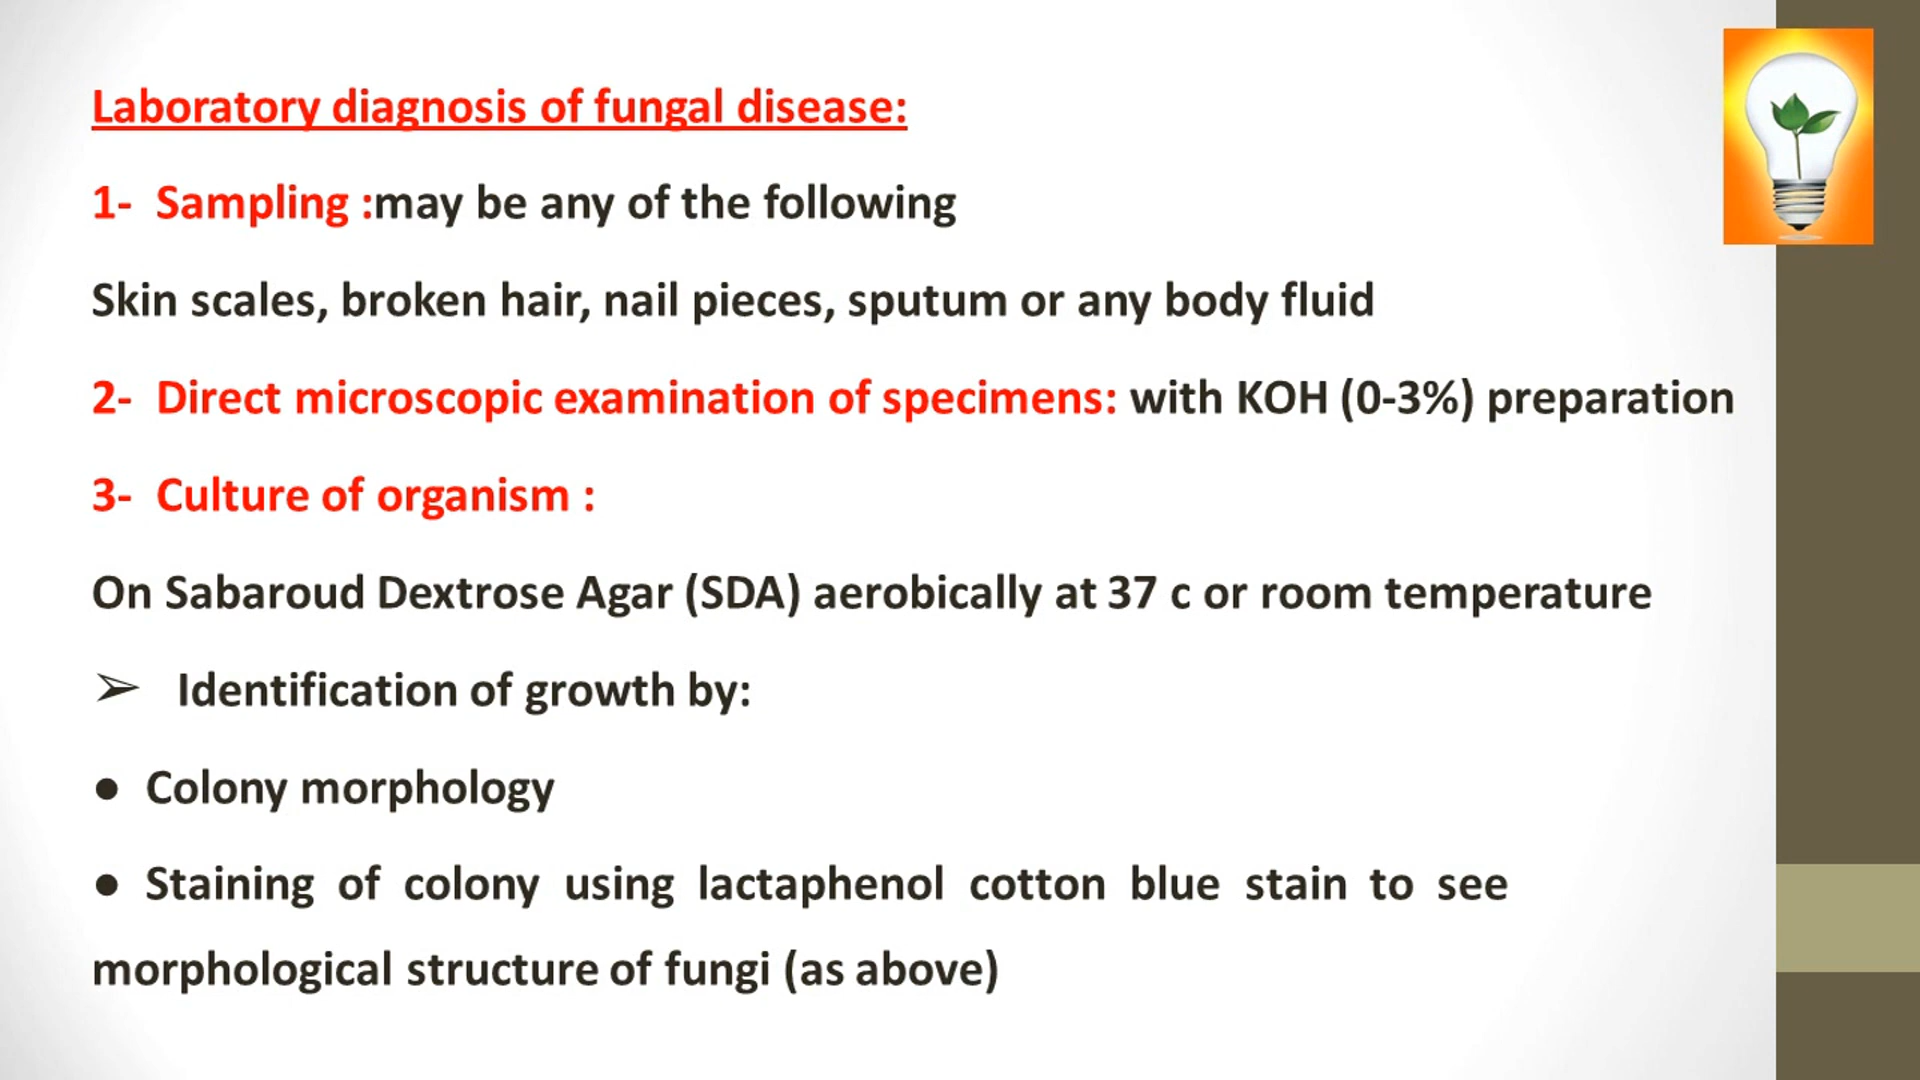 Laboratory diagnosis of fungal disease:
1- Sampling :may be any of the following
Skin scales, broken hair, nail pieces, sputum or any body fluid
2- Direct microscopic examination of specimens: with KOH (0-3%) preparation
3- Culture of organism :
On Sabaroud Dextrose Agar (SDA) aerobically at 37 c or room temperature
➢ Identification of growth by:
● Colony morphology
● Staining of colony using lactaphenol cotton blue stain to see
morphological structure of fungi (as above)